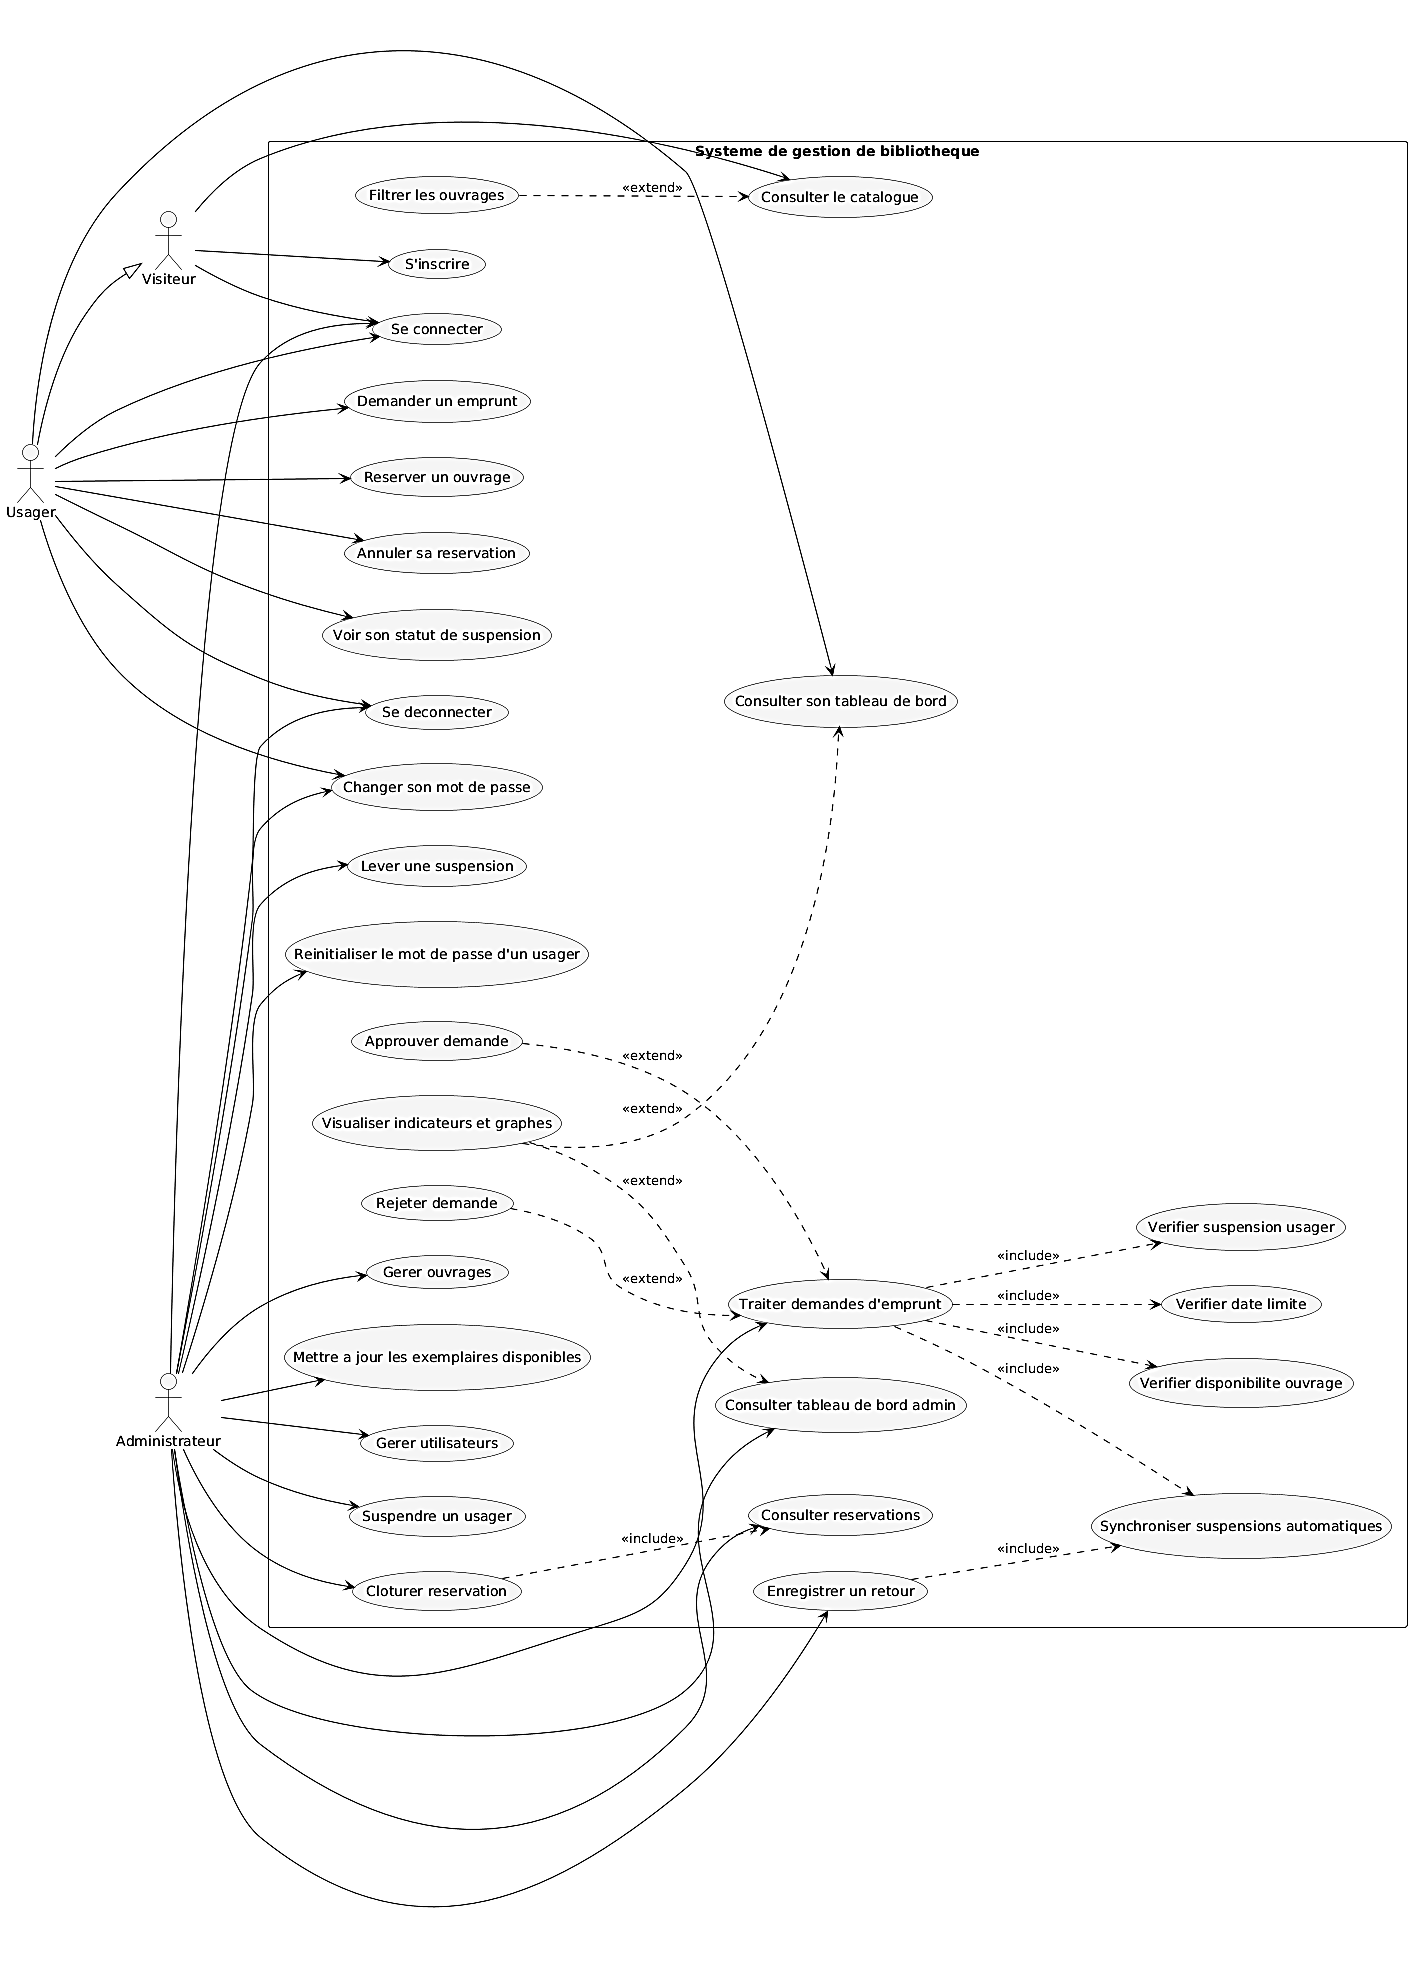 Systeme de gestion de bibliotheque
Filtrer les ouvrages
«extend»
Consulter le catalogue
Visiteur
S'inscrire
Se connecter
Demander un emprunt
Usager
Reserver un ouvrage
Annuler sa reservation
Voir son statut de suspension
Consulter son tableau de bord
Se deconnecter
Changer son mot de passe
Lever une suspension
Reinitialiser le mot de passe d'un usager
Approuver demande
«extend»
Visualiser indicateurs et graphes
«extend»
«extend»
Rejeter demande
«extend»
Verifier suspension usager
«include»
Gerer ouvrages
Traiter demandes d'emprunt
«include»
Verifier date limite
«include»
Mettre a jour les exemplaires disponibles
«include»
Verifier disponibilite ouvrage
Consulter tableau de bord admin
Administrateur
Gerer utilisateurs
Suspendre un usager
Consulter reservations
Synchroniser suspensions automatiques
«include»
«include»
Cloturer reservation
Enregistrer un retour